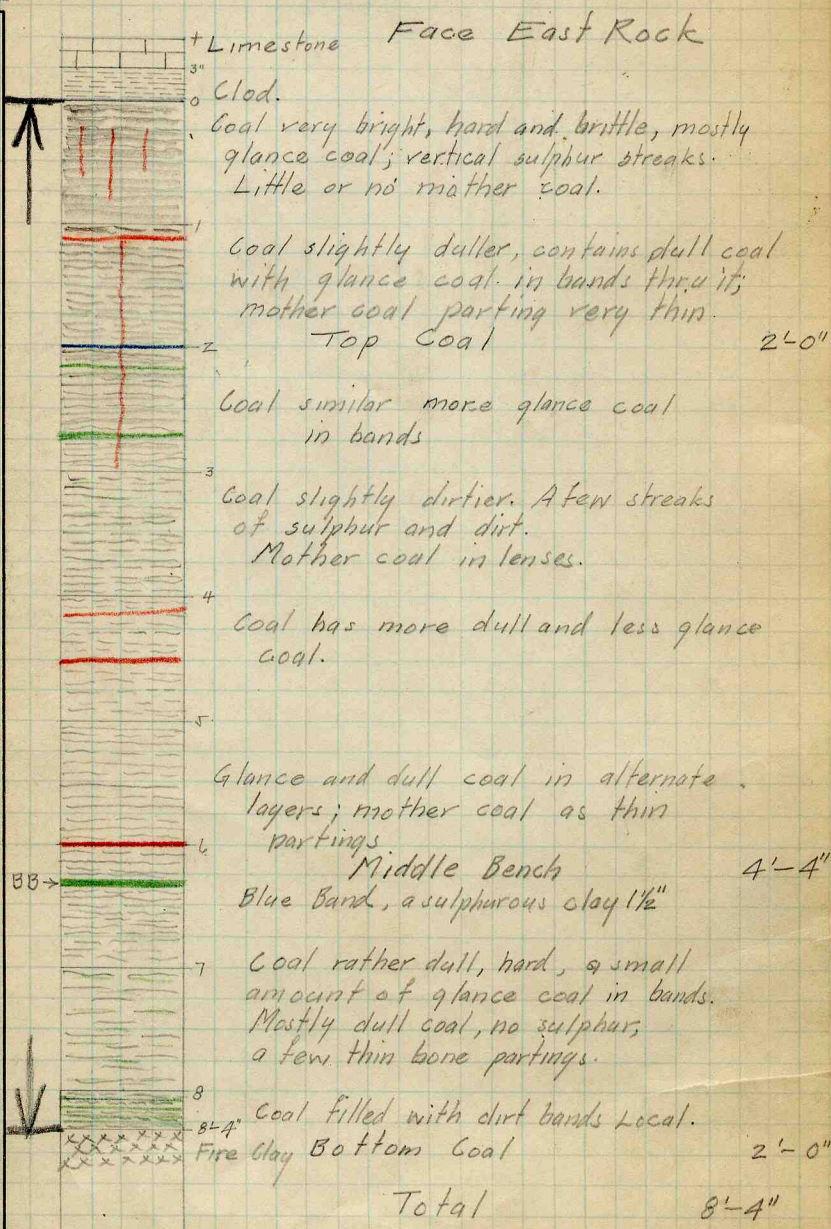 Face East Rock
+ Limestone
3"
Clod.
0
Coal very bright, hard and brittle, mostly
glance coal; vertical sulphur streaks.
Little or no mother coal.
1
Coal slightly duller, contains dull coal
with glance coal in bands thru it;
mother coal parting very thin.
2 Top Coal 2'-0"
Coal similar more glance coal
in bands
3
Coal slightly dirtier. A few streaks
of sulphur and dirt.
Mother coal in lenses.
4
Coal has more dull and less glance
coal.
5
Glance and dull coal in alternate
layers; mother coal as thin
partings
6
Middle Bench 4'-4"
BB→
Blue Band, a sulphurous clay 1½"
7
Coal rather dull, hard, a small
amount of glance coal in bands.
Mostly dull coal, no sulphur,
a few thin bone partings.
8
Coal filled with dirt bands Local.
8'-4"
Fire Clay Bottom Coal 2'-0"
Total 8'-4"